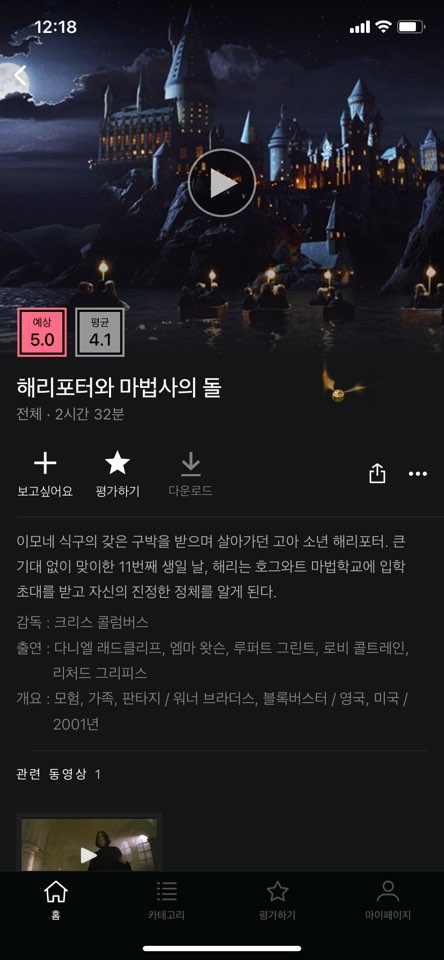 12:18
예상
5.0
평균
4.1
해리포터와 마법사의 돌
전체 · 2시간 32분
보고싶어요
평가하기
다운로드
이모네 식구의 갖은 구박을 받으며 살아가던 고아 소년 해리포터. 큰
기대 없이 맞이한 11번째 생일 날, 해리는 호그와트 마법학교에 입학
초대를 받고 자신의 진정한 정체를 알게 된다.
감독 : 크리스 콜럼버스
출연 : 다니엘 래드클리프, 엠마 왓슨, 루퍼트 그린트, 로비 콜트레인,
리처드 그리피스
개요 : 모험, 가족, 판타지 / 워너 브라더스, 블록버스터 / 영국, 미국 /
2001년
관련 동영상 1
홈
카테고리
평가하기
마이페이지